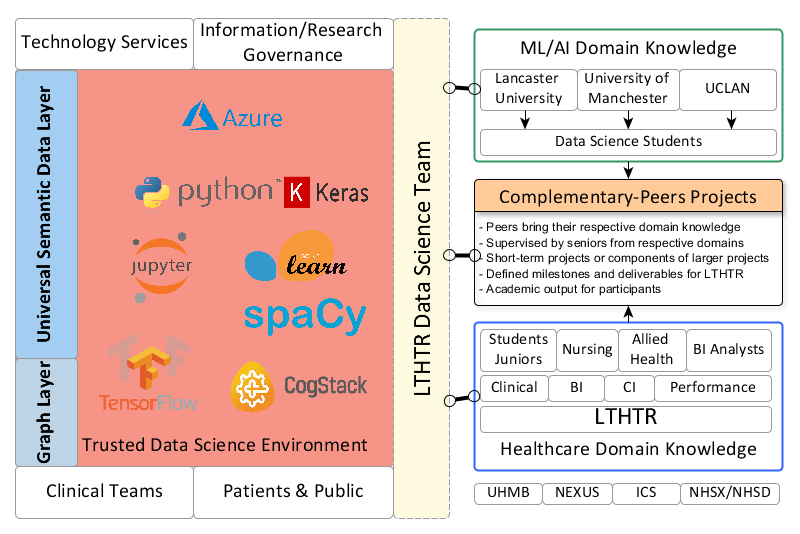 Technology Services
Information/Research
Governance
Universal Semantic Data Layer
Graph Layer
Azure
python™
K Keras
jupyter
learn
spaCy
TensorFlow
CogStack
Trusted Data Science Environment
Clinical Teams
Patients & Public
LTHTR Data Science Team
ML/AI Domain Knowledge
Lancaster
University
University of
Manchester
UCLAN
Data Science Students
Complementary-Peers Projects
- Peers bring their respective domain knowledge
- Supervised by seniors from respective domains
- Short-term projects or components of larger projects
- Defined milestones and deliverables for LTHTR
- Academic output for participants
Students
Juniors
Nursing
Allied
Health
BI Analysts
Clinical
BI
CI
Performance
LTHTR
Healthcare Domain Knowledge
UHMB
NEXUS
ICS
NHSX/NHSD